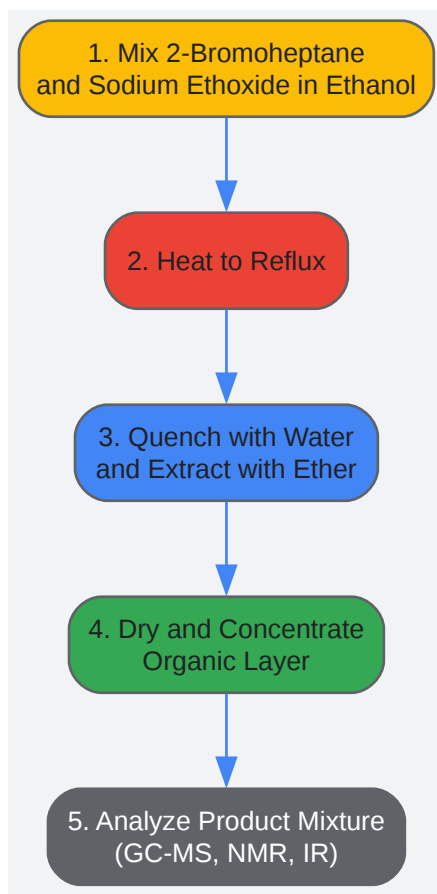 1. Mix 2-Bromoheptane
and Sodium Ethoxide in Ethanol
2. Heat to Reflux
3. Quench with Water
and Extract with Ether
4. Dry and Concentrate
Organic Layer
5. Analyze Product Mixture
(GC-MS, NMR, IR)